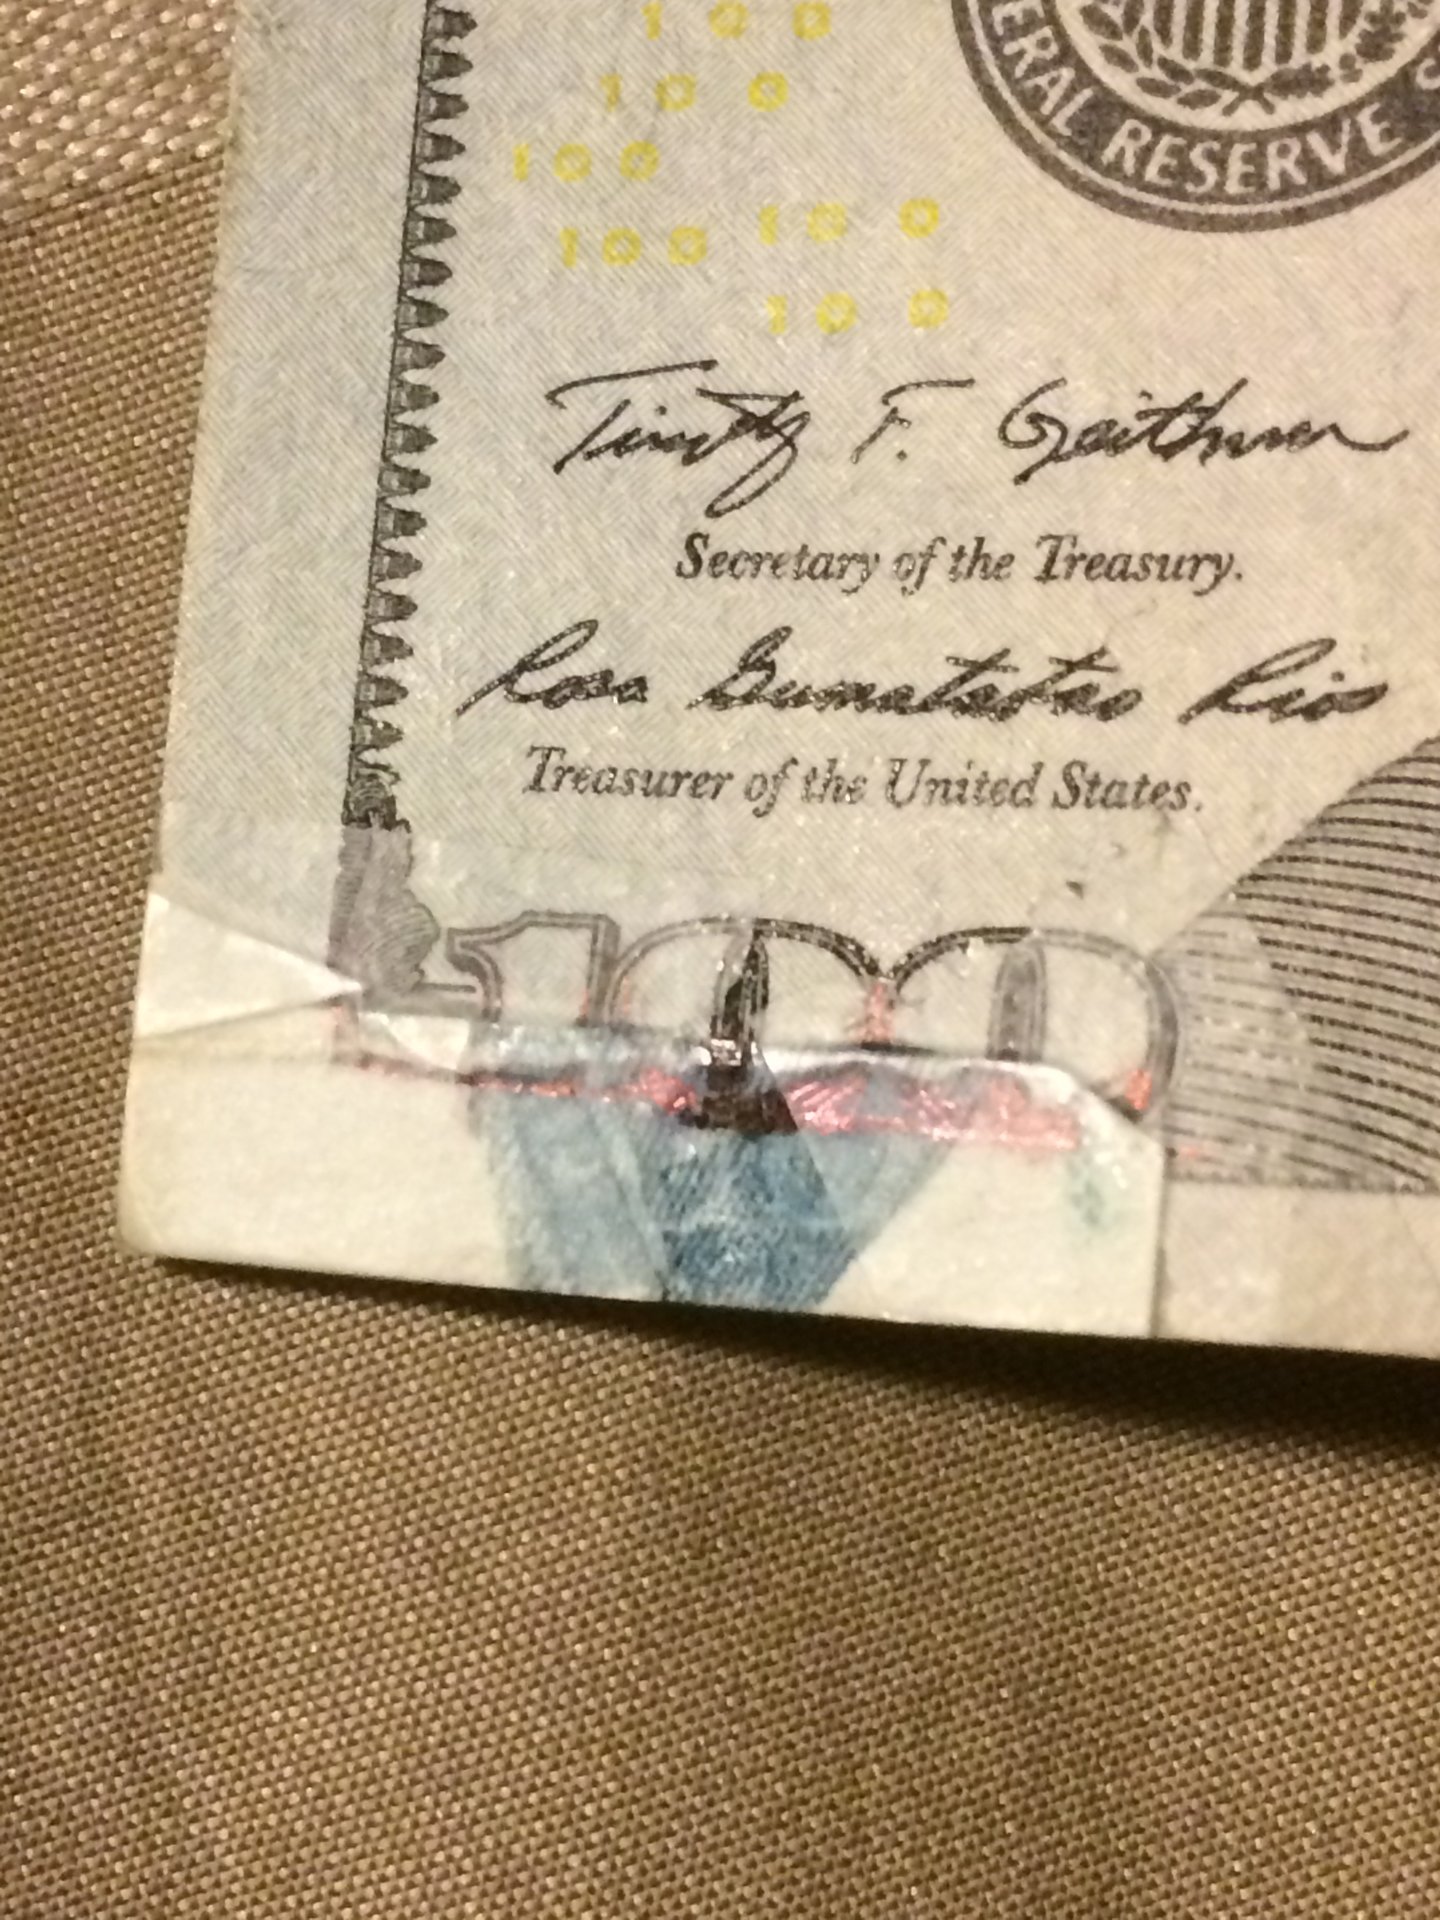 100
100
ERAL RESERVE S
100
100 100
100
Timothy F. Geithner
Secretary of the Treasury.
Rosa Gumataotao Rios
Treasurer of the United States.
100